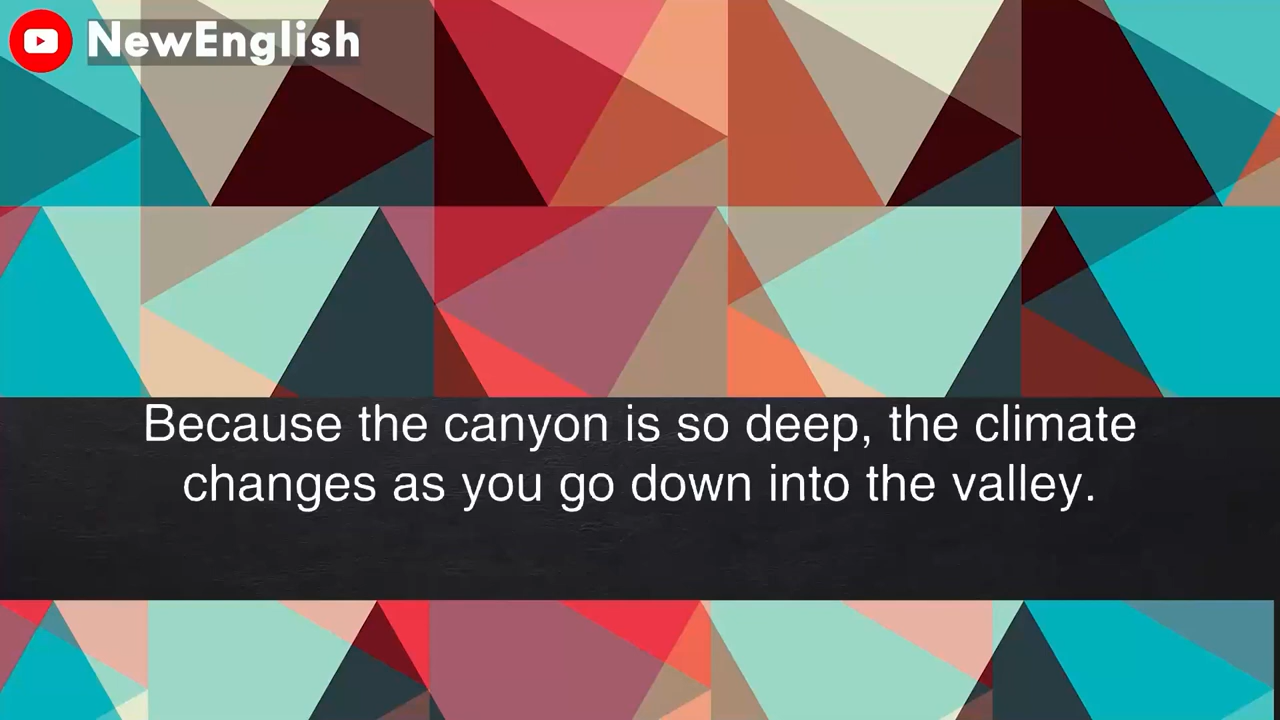 NewEnglish
Because the canyon is so deep, the climate
changes as you go down into the valley.